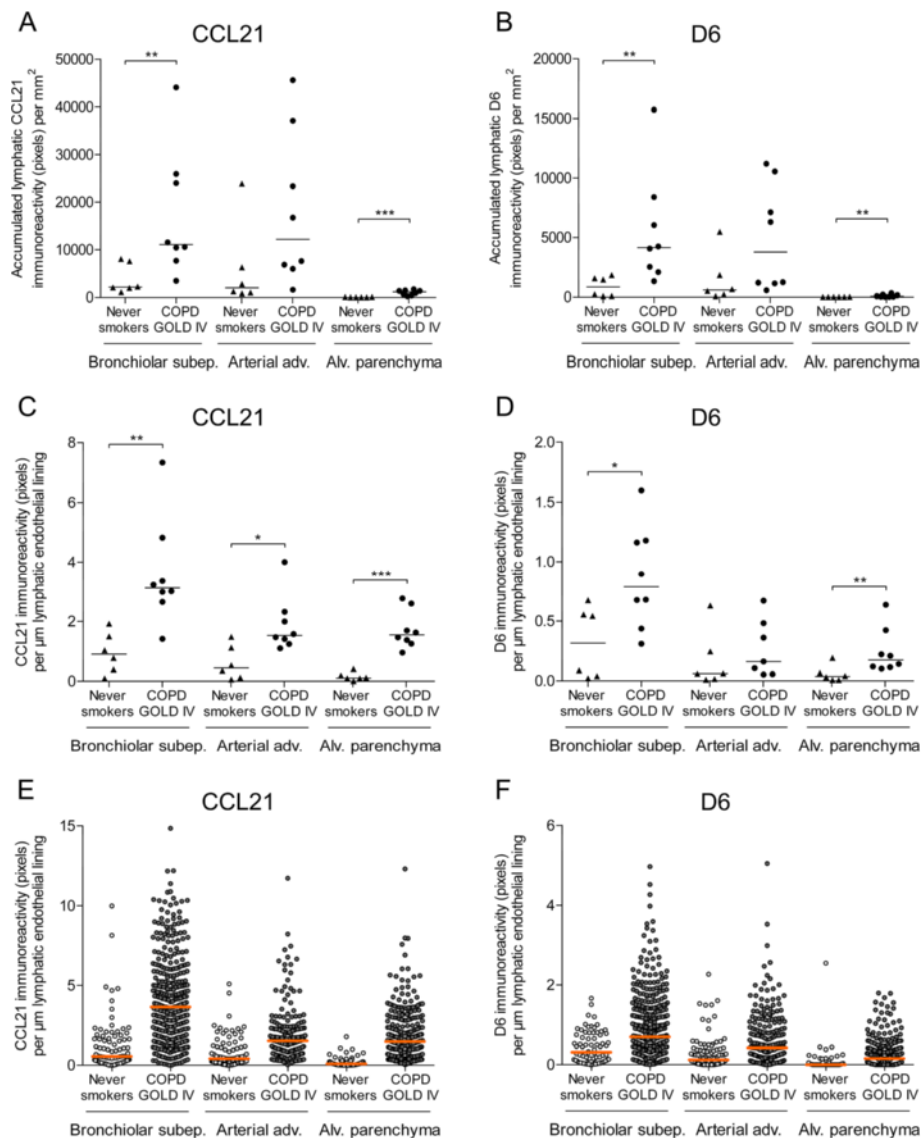 A
CCL21
Accumulated lymphatic CCL21
immunoreactivity (pixels) per mm²
50000
40000
30000
20000
10000
0
**
***
Never
smokers
COPD
GOLD IV
Never
smokers
COPD
GOLD IV
Never
smokers
COPD
GOLD IV
Bronchiolar subep.
Arterial adv.
Alv. parenchyma
B
D6
Accumulated lymphatic D6
immunoreactivity (pixels) per mm²
20000
15000
10000
5000
0
**
**
Never
smokers
COPD
GOLD IV
Never
smokers
COPD
GOLD IV
Never
smokers
COPD
GOLD IV
Bronchiolar subep.
Arterial adv.
Alv. parenchyma
C
CCL21
CCL21 immunoreactivity (pixels)
per µm lymphatic endothelial lining
8
6
4
2
0
**
*
***
Never
smokers
COPD
GOLD IV
Never
smokers
COPD
GOLD IV
Never
smokers
COPD
GOLD IV
Bronchiolar subep.
Arterial adv.
Alv. parenchyma
D
D6
D6 immunoreactivity (pixels)
per µm lymphatic endothelial lining
2.0
1.5
1.0
0.5
0.0
*
**
Never
smokers
COPD
GOLD IV
Never
smokers
COPD
GOLD IV
Never
smokers
COPD
GOLD IV
Bronchiolar subep.
Arterial adv.
Alv. parenchyma
E
CCL21
CCL21 immunoreactivity (pixels)
per µm lymphatic endothelial lining
15
10
5
0
Never
smokers
COPD
GOLD IV
Never
smokers
COPD
GOLD IV
Never
smokers
COPD
GOLD IV
Bronchiolar subep.
Arterial adv.
Alv. parenchyma
F
D6
D6 immunoreactivity (pixels)
per µm lymphatic endothelial lining
6
4
2
0
Never
smokers
COPD
GOLD IV
Never
smokers
COPD
GOLD IV
Never
smokers
COPD
GOLD IV
Bronchiolar subep.
Arterial adv.
Alv. parenchyma